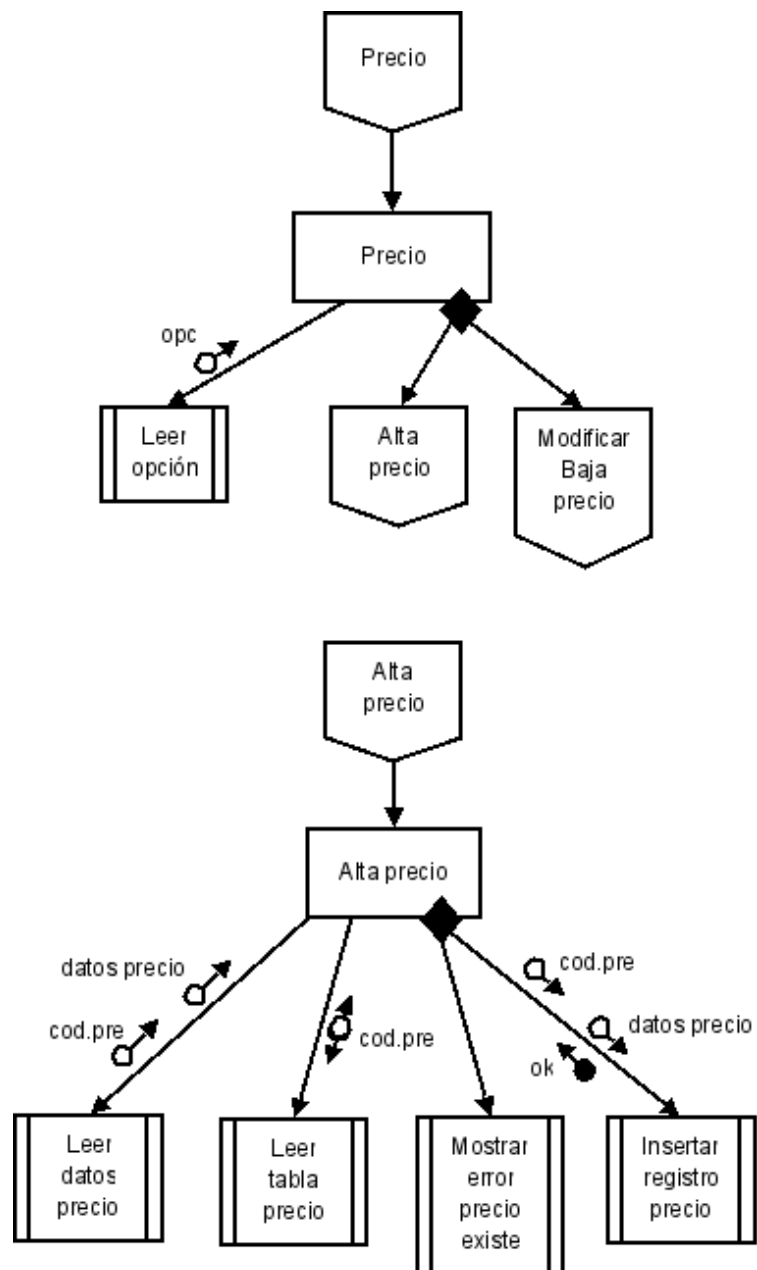 Precio
Precio
opc
Leer
opción
Alta
precio
Modificar
Baja
precio
Alta
precio
Alta precio
datos precio
cod.pre
cod.pre
cod.pre
datos precio
ok
Leer
datos
precio
Leer
tabla
precio
Mostrar
error
precio
existe
Insertar
registro
precio